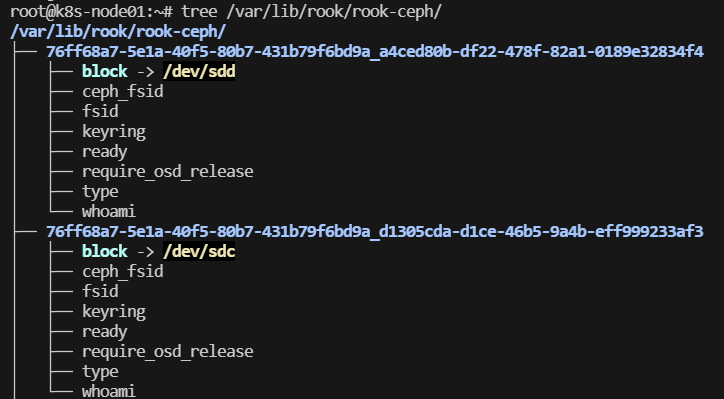 root@k8s-node01:~# tree /var/lib/rook/rook-ceph/
/var/lib/rook/rook-ceph/
├── 76ff68a7-5e1a-40f5-80b7-431b79f6bd9a_a4ced80b-df22-478f-82a1-0189e32834f4
│   ├── block -> /dev/sdd
│   ├── ceph_fsid
│   ├── fsid
│   ├── keyring
│   ├── ready
│   ├── require_osd_release
│   ├── type
│   └── whoami
├── 76ff68a7-5e1a-40f5-80b7-431b79f6bd9a_d1305cda-d1ce-46b5-9a4b-eff999233af3
│   ├── block -> /dev/sdc
│   ├── ceph_fsid
│   ├── fsid
│   ├── keyring
│   ├── ready
│   ├── require_osd_release
│   ├── type
│   └── whoami